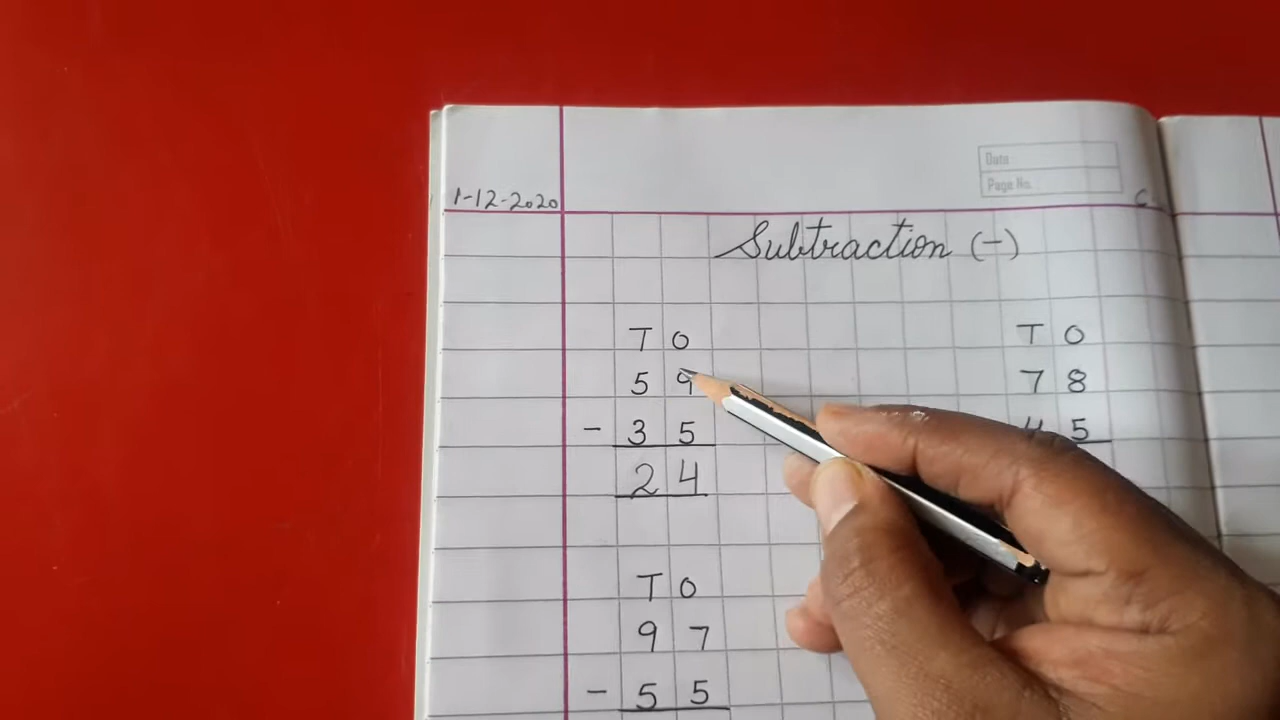 Date
Page No.
1-12-2020
Subtraction (-)
T O
5 9
- 3 5
2 4
T O
7 8
4 5
T O
9 7
- 5 5